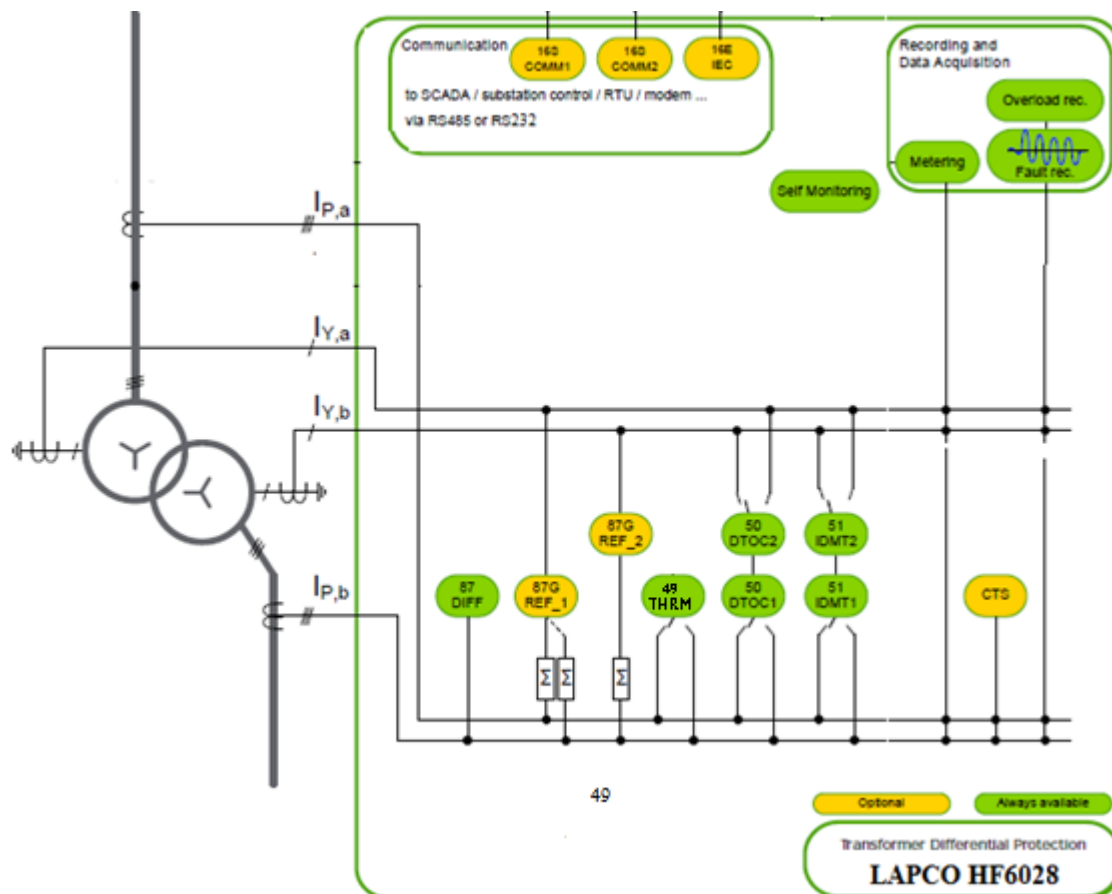 Communication
160
COMM1
160
COMM2
16E
IEC
to SCADA / substation control / RTU / modem ...
via RS485 or RS232
Recording and
Data Acquisition
Overload rec.
Metering
Fault rec.
Self Monitoring
IP,a
IY,a
IY,b
IP,b
87
DIFF
87G
REF_1
87G
REF_2
49
THRM
50
DTOC2
50
DTOC1
51
IDMT2
51
IDMT1
CTS
Σ
Σ
Σ
49
Optional
Always available
Transformer Differential Protection
LAPCO HF6028